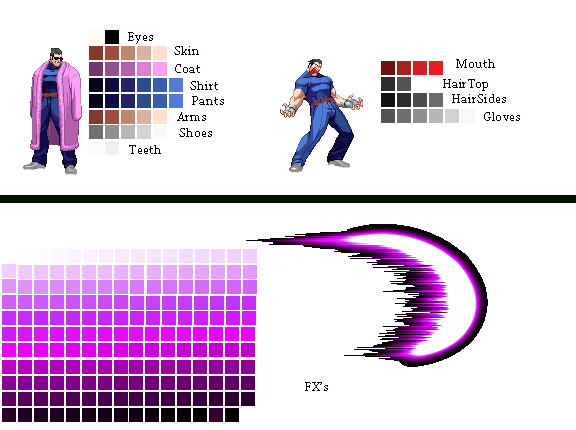 Eyes
Skin
Coat
Shirt
Pants
Arms
Shoes
Teeth
Mouth
HairTop
HairSides
Gloves
FX's